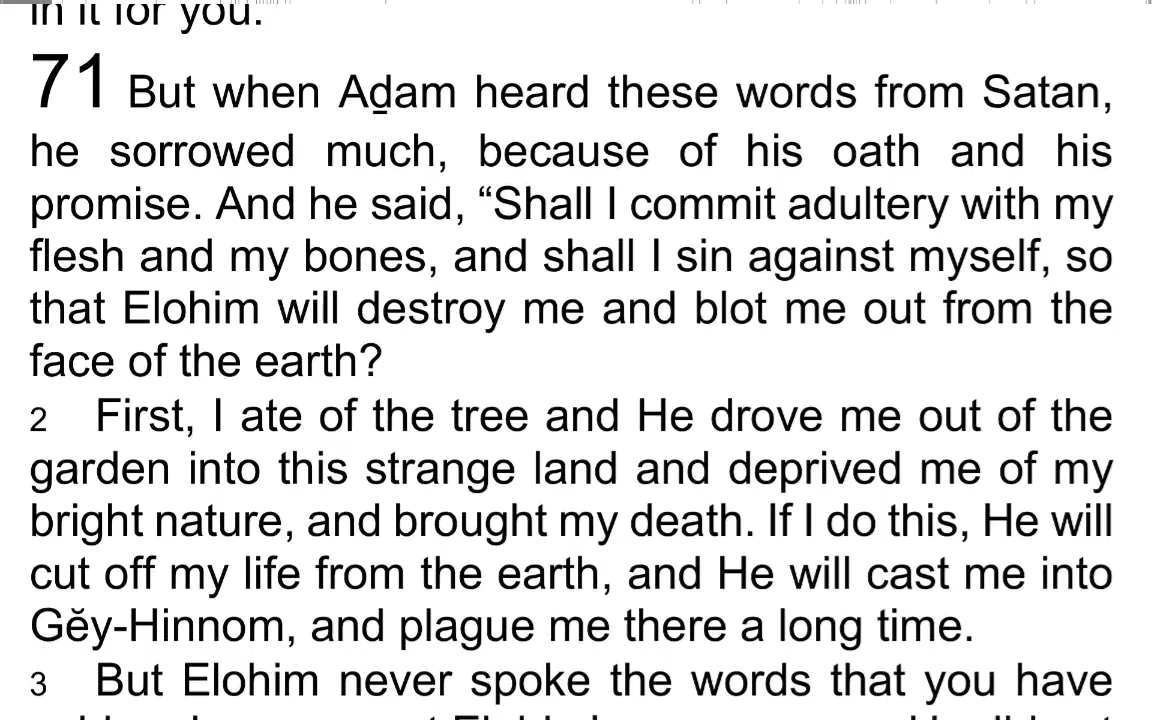 in it for you.
71 But when Aḏam heard these words from Satan,
he sorrowed much, because of his oath and his
promise. And he said, “Shall I commit adultery with my
flesh and my bones, and shall I sin against myself, so
that Elohim will destroy me and blot me out from the
face of the earth?
2 First, I ate of the tree and He drove me out of the
garden into this strange land and deprived me of my
bright nature, and brought my death. If I do this, He will
cut off my life from the earth, and He will cast me into
Gĕy-Hinnom, and plague me there a long time.
3 But Elohim never spoke the words that you have